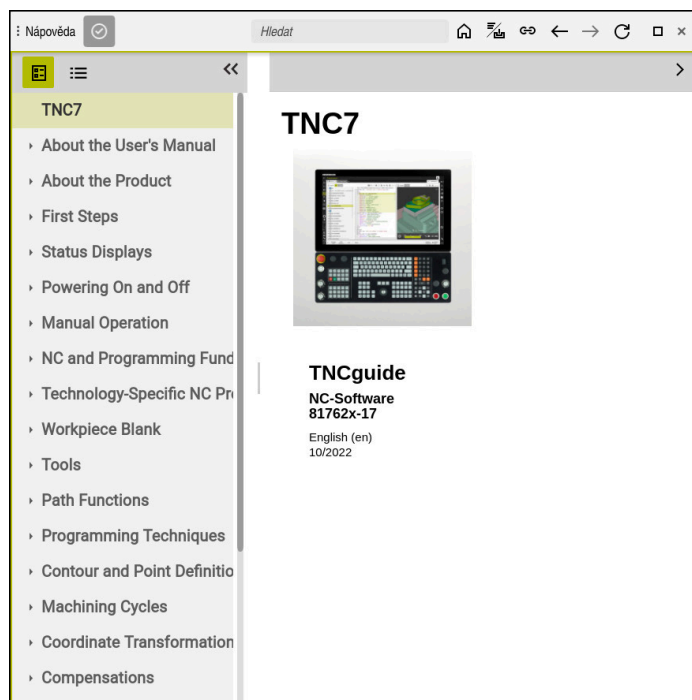 Nápověda
Hledat
TNC7
About the User's Manual
About the Product
First Steps
Status Displays
Powering On and Off
Manual Operation
NC and Programming Fund
Technology-Specific NC Pr
Workpiece Blank
Tools
Path Functions
Programming Techniques
Contour and Point Definitio
Machining Cycles
Coordinate Transformation
Compensations
TNC7
TNCguide
NC-Software
81762x-17
English (en)
10/2022